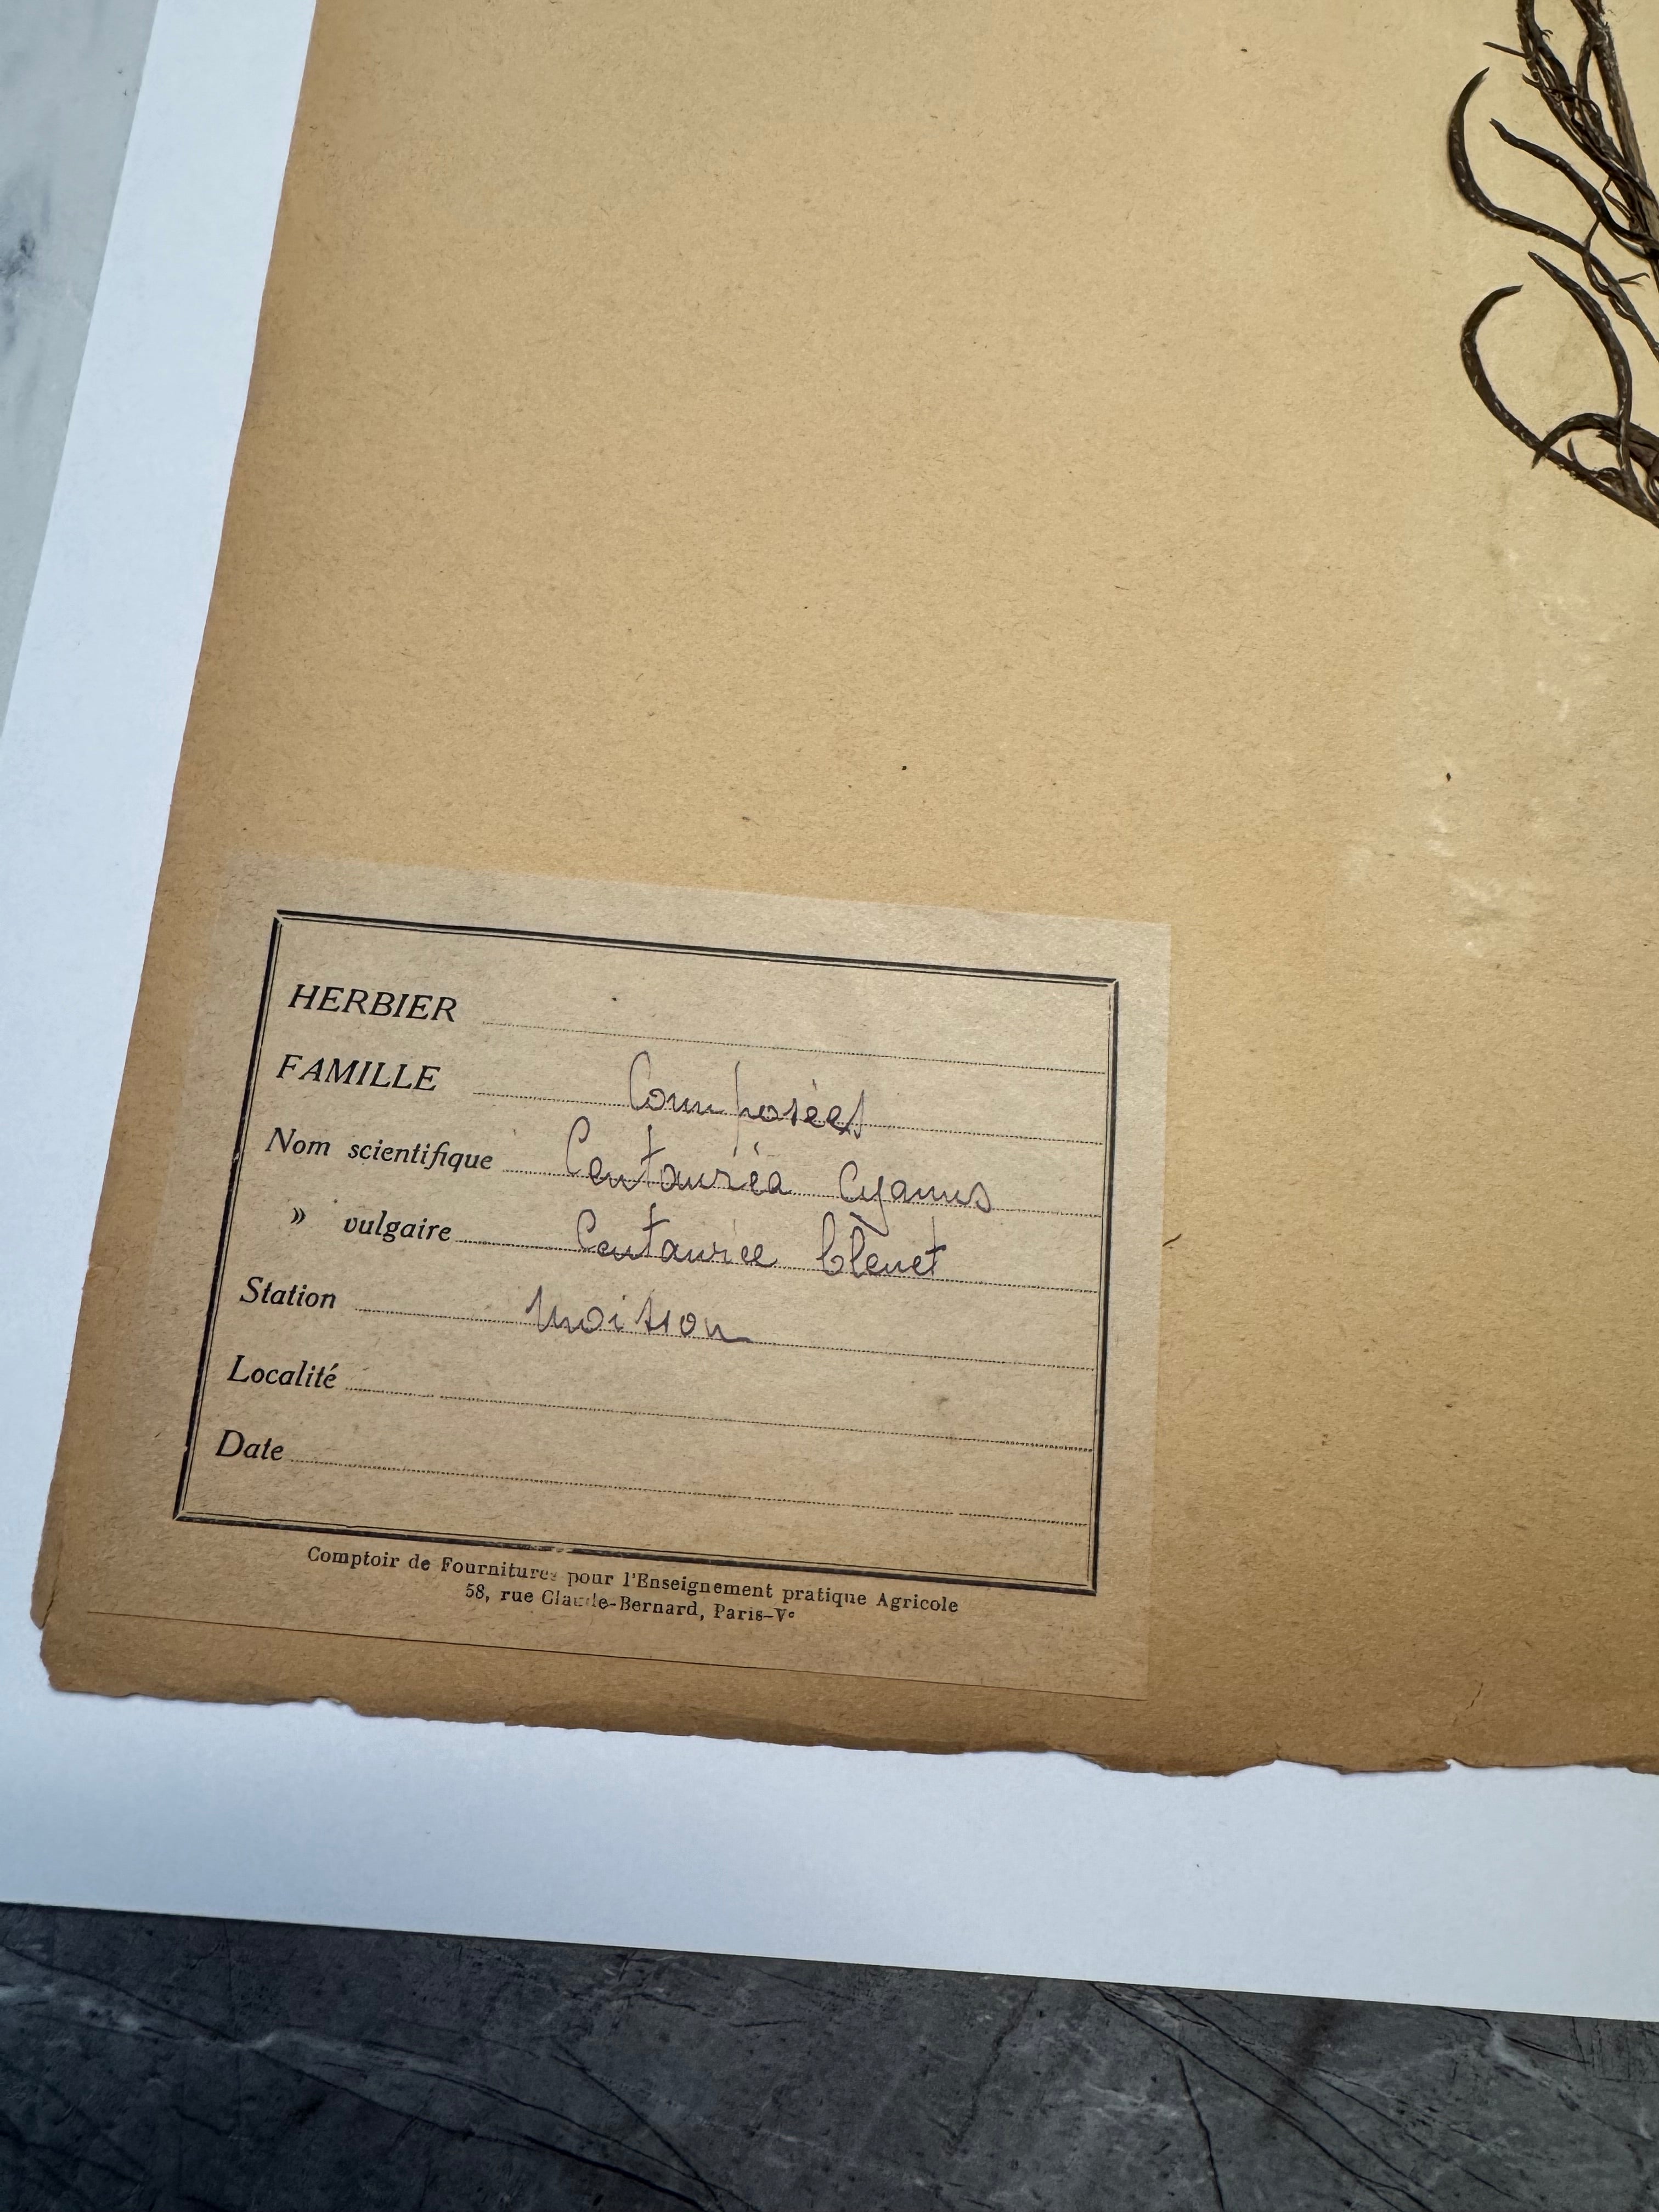 HERBIER
FAMILLE Composées
Nom scientifique Centauréa Cyanus
» vulgaire Centaurée bleuet
Station Moisson
Localité
Date
Comptoir de Fournitures pour l'Enseignement pratique Agricole
58, rue Claude-Bernard, Paris-Vᵉ